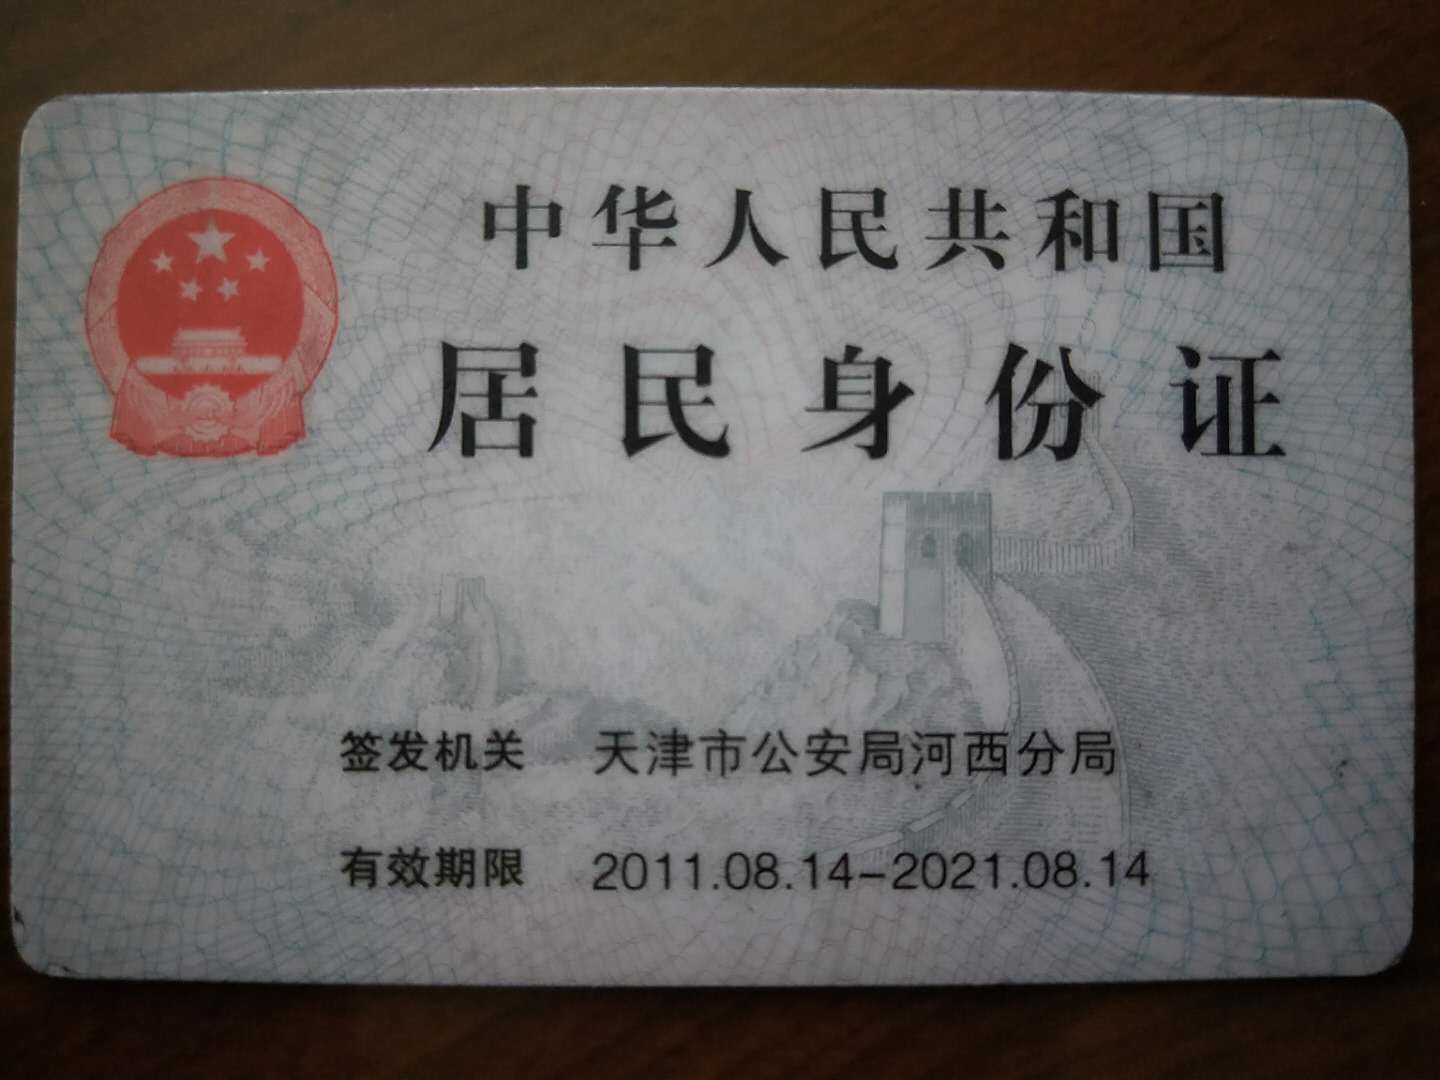 中华人民共和国
居民身份证
签发机关 天津市公安局河西分局
有效期限 2011.08.14-2021.08.14